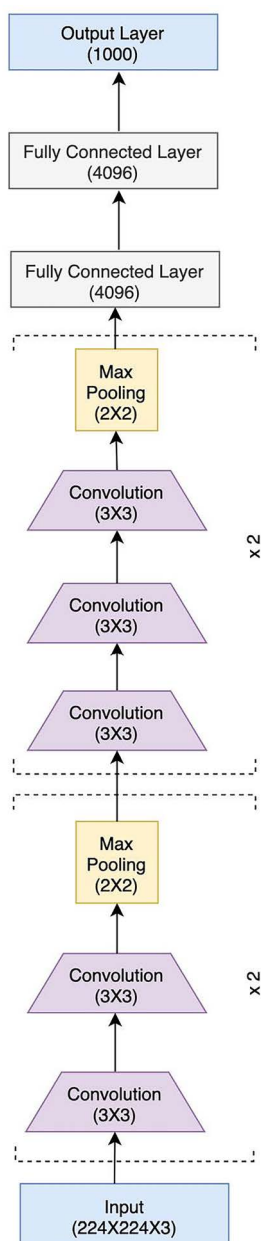 Output Layer
(1000)
Fully Connected Layer
(4096)
Fully Connected Layer
(4096)
Max
Pooling
(2X2)
Convolution
(3X3)
x 2
Convolution
(3X3)
Convolution
(3X3)
Max
Pooling
(2X2)
Convolution
(3X3)
x 2
Convolution
(3X3)
Input
(224X224X3)